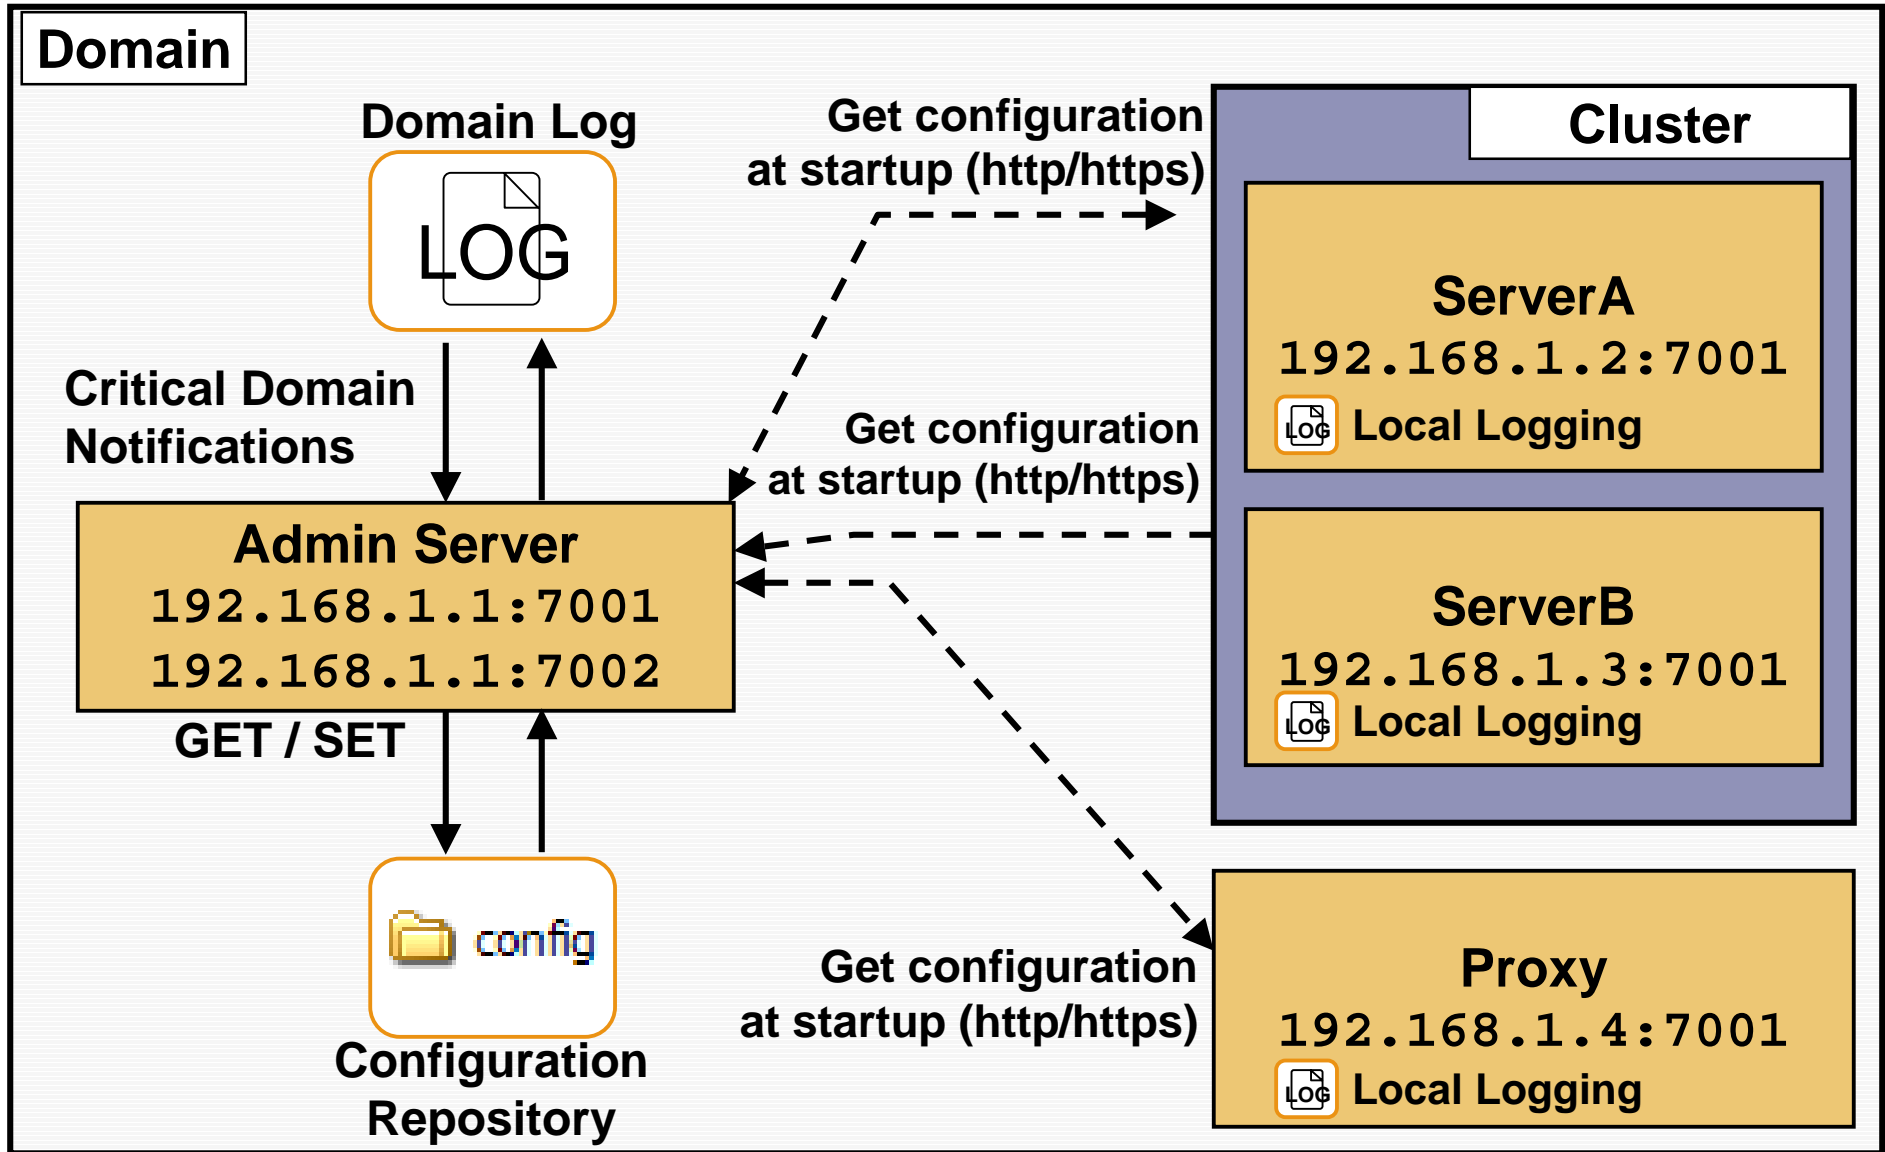 Domain
Domain Log
LOG
Critical Domain
Notifications
Admin Server
192.168.1.1:7001
192.168.1.1:7002
GET / SET
config
Configuration
Repository
Get configuration
at startup (http/https)
Get configuration
at startup (http/https)
Get configuration
at startup (http/https)
Cluster
ServerA
192.168.1.2:7001
LOG Local Logging
ServerB
192.168.1.3:7001
LOG Local Logging
Proxy
192.168.1.4:7001
LOG Local Logging